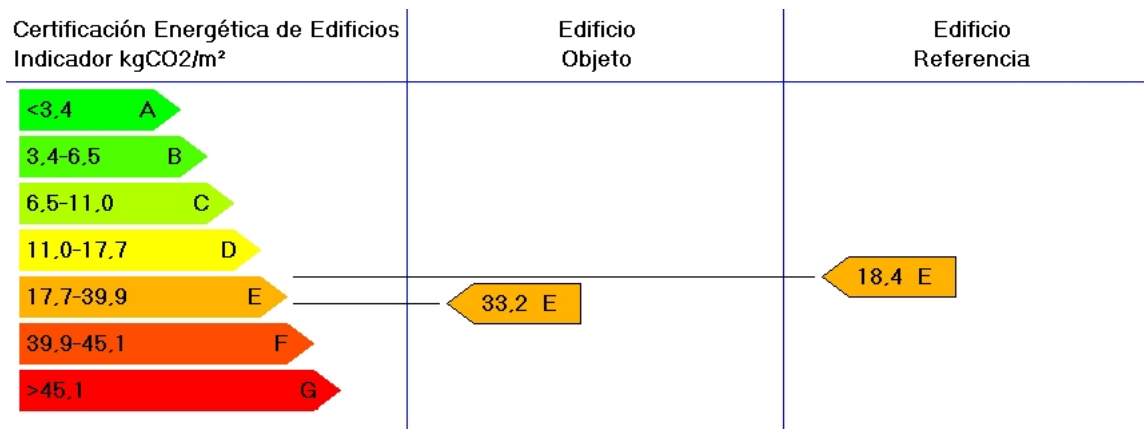 Certificación Energética de Edificios
Indicador kgCO2/m²
Edificio
Objeto
Edificio
Referencia
<3,4 A
3,4-6,5 B
6,5-11,0 C
11,0-17,7 D
17,7-39,9 E
39,9-45,1 F
>45,1 G
33,2 E
18,4 E